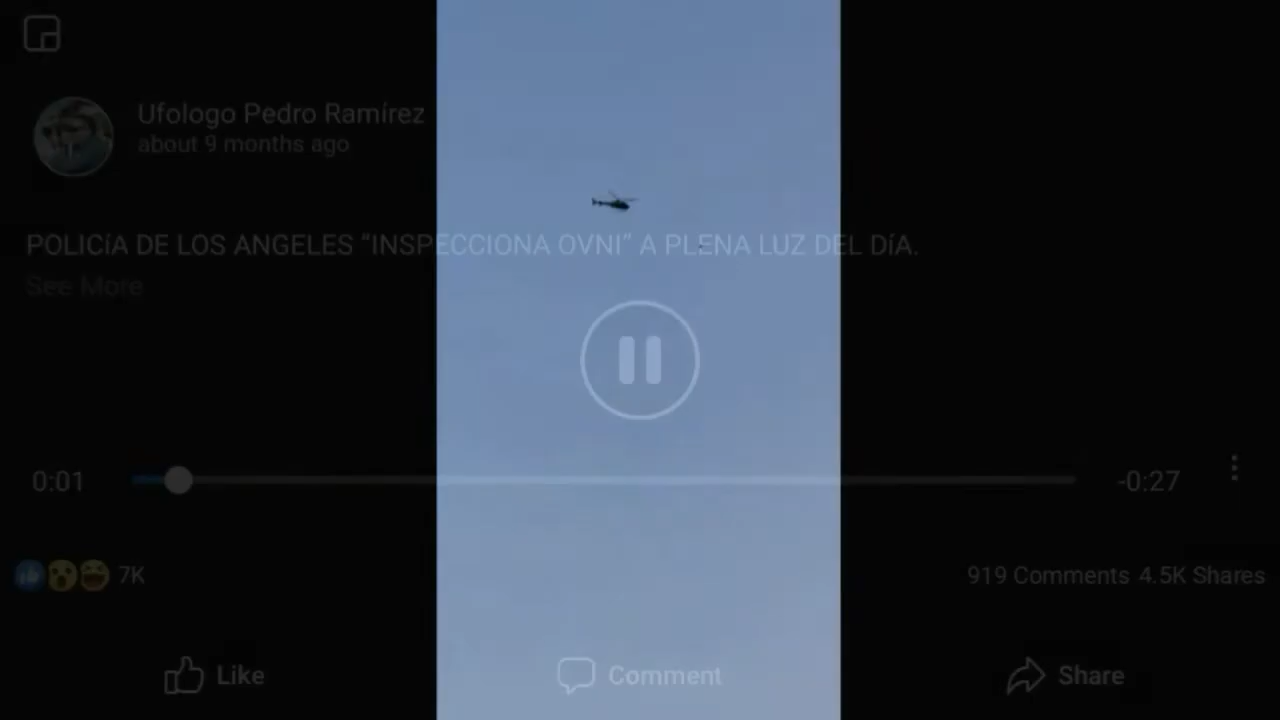 Ufologo Pedro Ramírez
about 9 months ago
POLICíA DE LOS ANGELES “INSPECCIONA OVNI” A PLENA LUZ DEL DíA.
See More
0:01
-0:27
7K
919 Comments 4.5K Shares
Like
Comment
Share